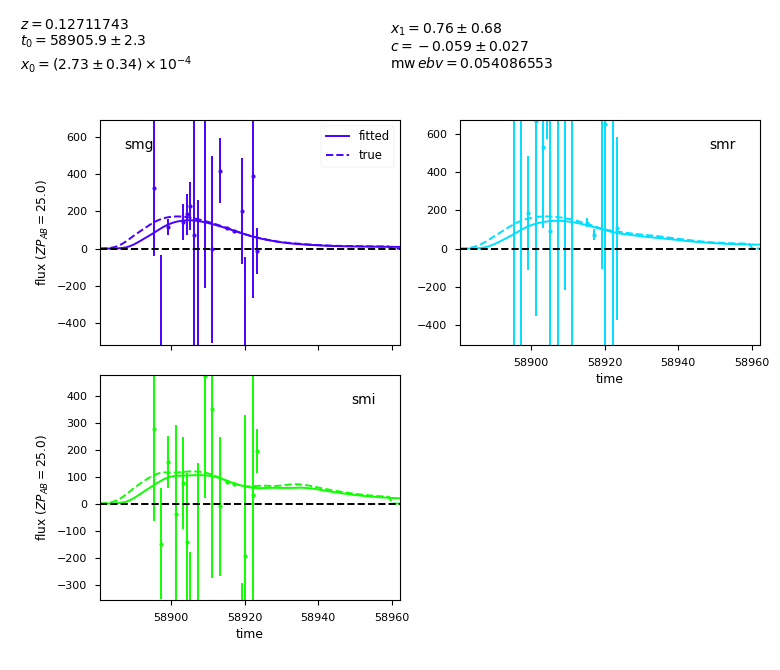 z = 0.12711743
t₀ = 58905.9 ± 2.3
x₀ = (2.73 ± 0.34) × 10⁻⁴
x₁ = 0.76 ± 0.68
c = −0.059 ± 0.027
mw ebv = 0.054086553
smg
fitted
true
600
400
200
0
−200
−400
flux (ZP_AB = 25.0)
smr
600
400
200
0
−200
−400
58900 58920 58940 58960
time
smi
400
300
200
100
0
−100
−200
−300
flux (ZP_AB = 25.0)
58900 58920 58940 58960
time